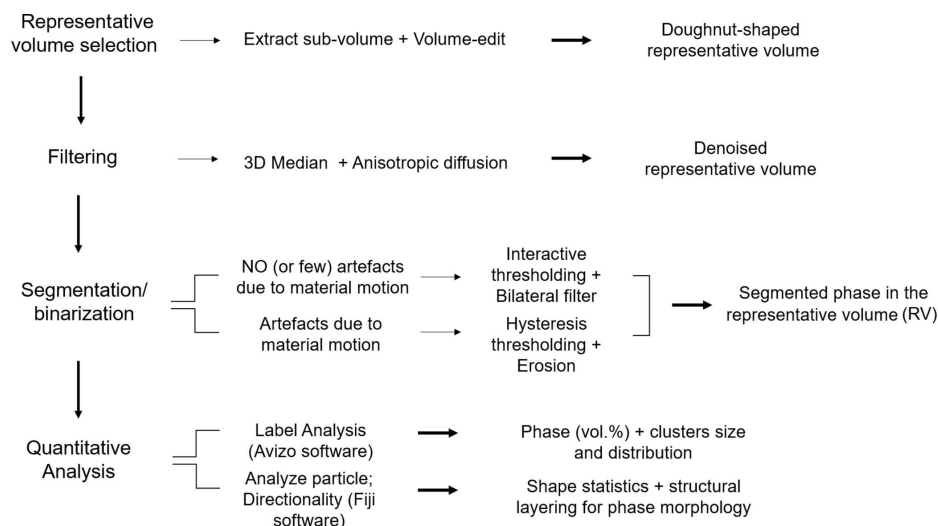 Representative
volume selection
Extract sub-volume + Volume-edit
Doughnut-shaped
representative volume
Filtering
3D Median + Anisotropic diffusion
Denoised
representative volume
Segmentation/
binarization
NO (or few) artefacts
due to material motion
Interactive
thresholding +
Bilateral filter
Artefacts due to
material motion
Hysteresis
thresholding +
Erosion
Segmented phase in the
representative volume (RV)
Quantitative
Analysis
Label Analysis
(Avizo software)
Phase (vol.%) + clusters size
and distribution
Analyze particle;
Directionality (Fiji
software)
Shape statistics + structural
layering for phase morphology